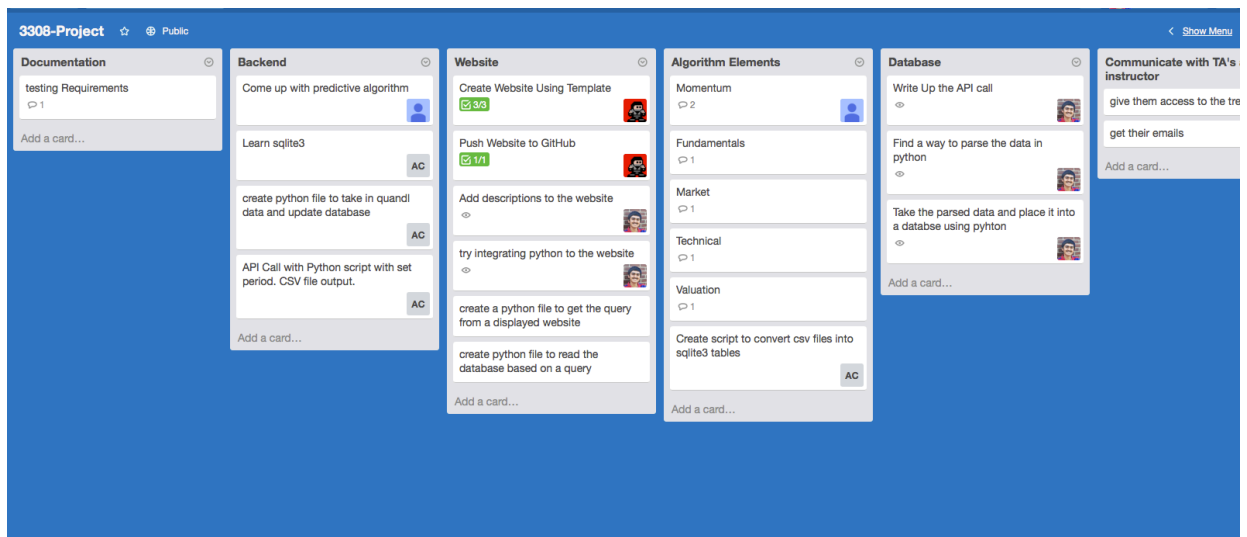 3308-Project
Public
Show Menu
Documentation
testing Requirements
1
Add a card…
Backend
Come up with predictive algorithm
Learn sqlite3
AC
create python file to take in quandl
data and update database
AC
API Call with Python script with set
period. CSV file output.
AC
Add a card…
Website
Create Website Using Template
3/3
Push Website to GitHub
1/1
Add descriptions to the website
try integrating python to the website
create a python file to get the query
from a displayed website
create python file to read the
database based on a query
Add a card…
Algorithm Elements
Momentum
2
Fundamentals
1
Market
1
Technical
1
Valuation
1
Create script to convert csv files into
sqlite3 tables
AC
Add a card…
Database
Write Up the API call
Find a way to parse the data in
python
Take the parsed data and place it into
a databse using pyhton
Add a card…
Communicate with TA's
instructor
give them access to the tre
get their emails
Add a card…